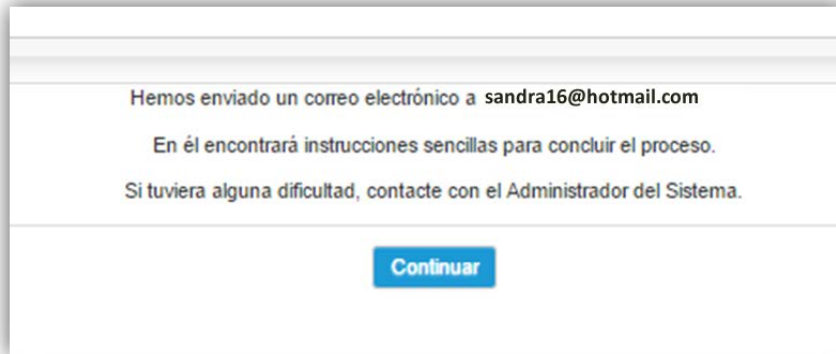 Hemos enviado un correo electrónico a sandra16@hotmail.com
En él encontrará instrucciones sencillas para concluir el proceso.
Si tuviera alguna dificultad, contacte con el Administrador del Sistema.
Continuar